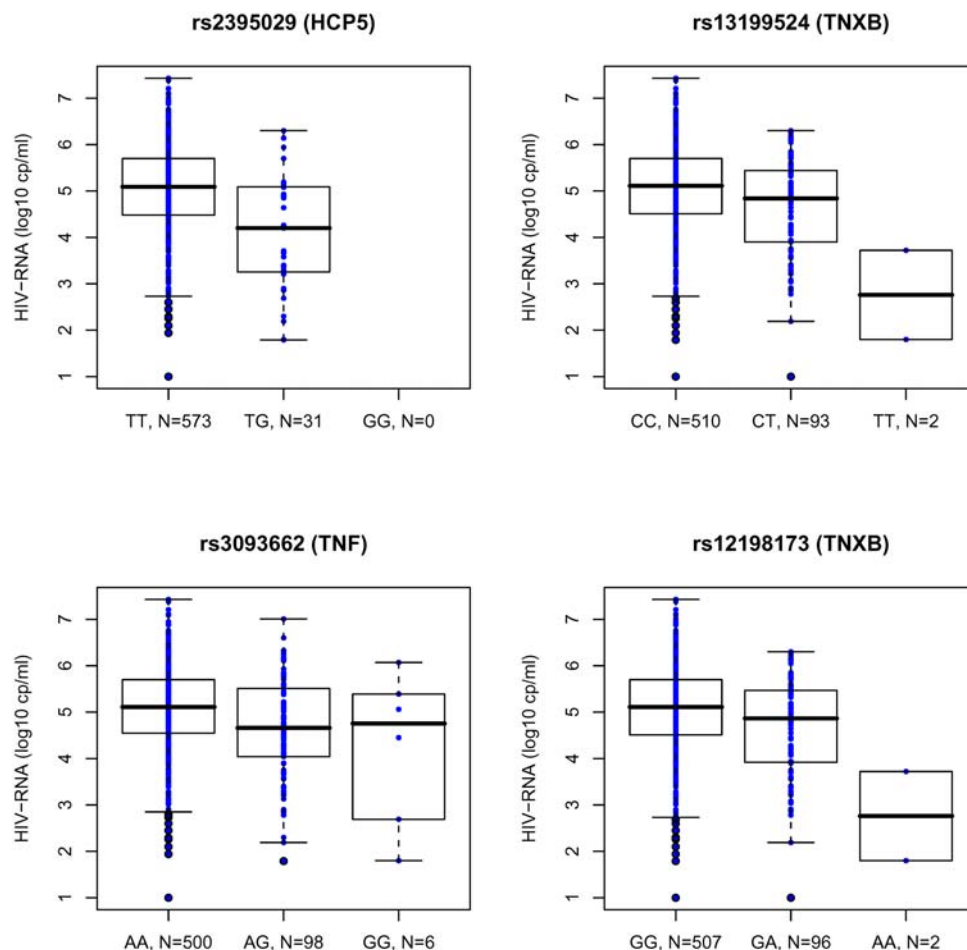 rs2395029 (HCP5)
HIV−RNA (log10 cp/ml)
7
6
5
4
3
2
1
TT, N=573
TG, N=31
GG, N=0
rs13199524 (TNXB)
HIV−RNA (log10 cp/ml)
7
6
5
4
3
2
1
CC, N=510
CT, N=93
TT, N=2
rs3093662 (TNF)
HIV−RNA (log10 cp/ml)
7
6
5
4
3
2
1
AA, N=500
AG, N=98
GG, N=6
rs12198173 (TNXB)
HIV−RNA (log10 cp/ml)
7
6
5
4
3
2
1
GG, N=507
GA, N=96
AA, N=2